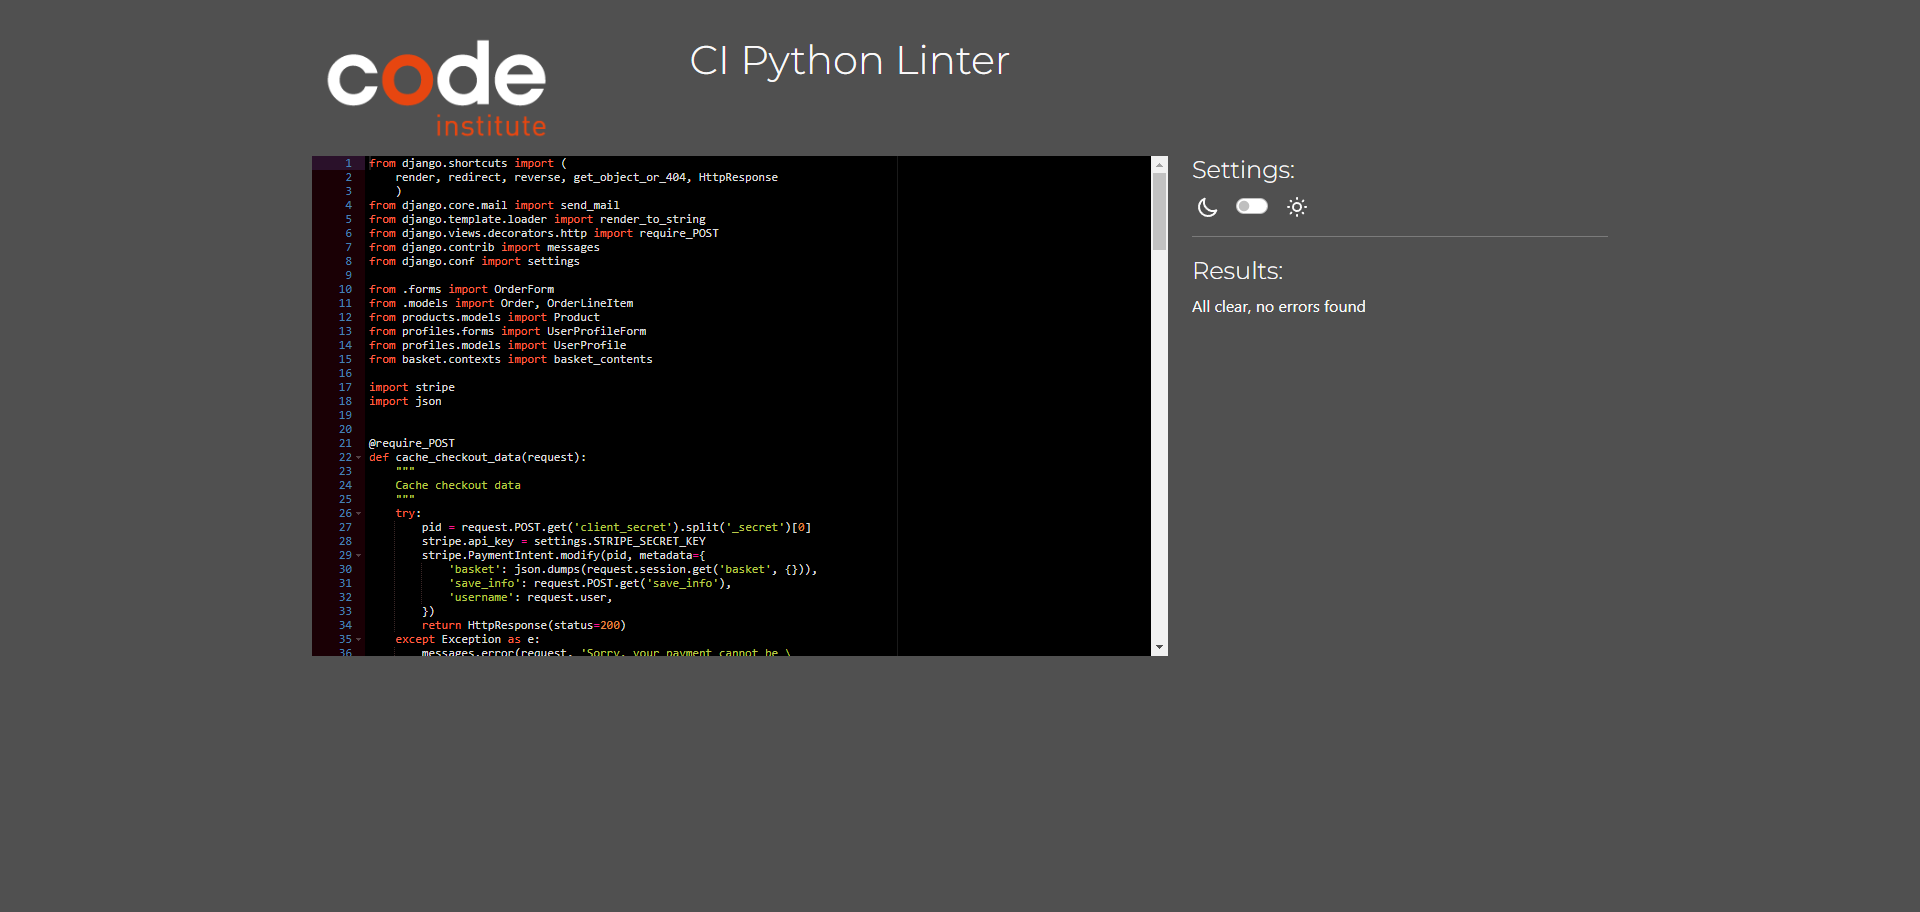 code
institute
CI Python Linter
1 from django.shortcuts import (
2     render, redirect, reverse, get_object_or_404, HttpResponse
3     )
4 from django.core.mail import send_mail
5 from django.template.loader import render_to_string
6 from django.views.decorators.http import require_POST
7 from django.contrib import messages
8 from django.conf import settings
9
10 from .forms import OrderForm
11 from .models import Order, OrderLineItem
12 from products.models import Product
13 from profiles.forms import UserProfileForm
14 from profiles.models import UserProfile
15 from basket.contexts import basket_contents
16
17 import stripe
18 import json
19
20
21 @require_POST
22 def cache_checkout_data(request):
23     """
24     Cache checkout data
25     """
26     try:
27         pid = request.POST.get('client_secret').split('_secret')[0]
28         stripe.api_key = settings.STRIPE_SECRET_KEY
29         stripe.PaymentIntent.modify(pid, metadata={
30             'basket': json.dumps(request.session.get('basket', {})),
31             'save_info': request.POST.get('save_info'),
32             'username': request.user,
33         })
34         return HttpResponse(status=200)
35     except Exception as e:
36         messages.error(request, 'Sorry, your payment cannot be \
Settings:
Results:
All clear, no errors found